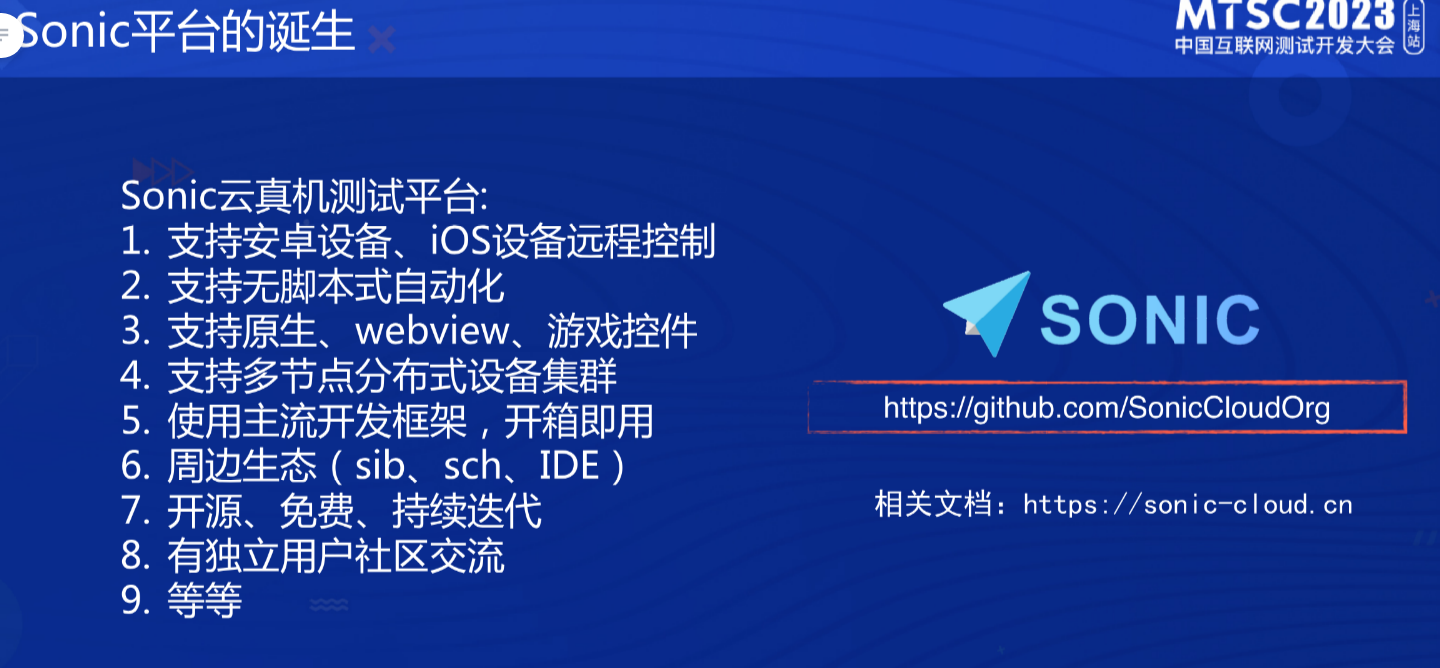 Sonic平台的诞生
MTSC2023
中国互联网测试开发大会
上海站
Sonic云真机测试平台:
1. 支持安卓设备、iOS设备远程控制
2. 支持无脚本式自动化
3. 支持原生、webview、游戏控件
4. 支持多节点分布式设备集群
5. 使用主流开发框架，开箱即用
6. 周边生态（sib、sch、IDE）
7. 开源、免费、持续迭代
8. 有独立用户社区交流
9. 等等
SONIC
https://github.com/SonicCloudOrg
相关文档：https://sonic-cloud.cn